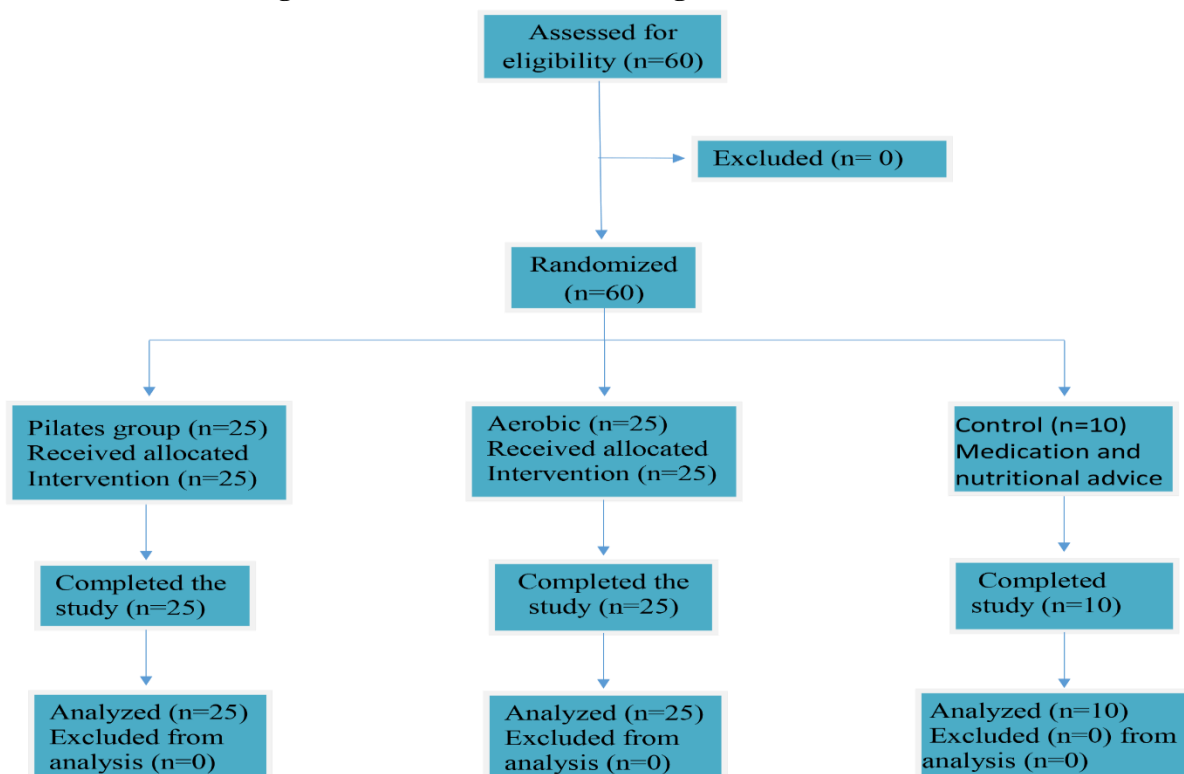 Assessed for
eligibility (n=60)
Excluded (n= 0)
Randomized
(n=60)
Pilates group (n=25)
Received allocated
Intervention (n=25)
Aerobic (n=25)
Received allocated
Intervention (n=25)
Control (n=10)
Medication and
nutritional advice
Completed the
study (n=25)
Completed the
study (n=25)
Completed
study (n=10)
Analyzed (n=25)
Excluded from
analysis (n=0)
Analyzed (n=25)
Excluded from
analysis (n=0)
Analyzed (n=10)
Excluded (n=0) from
analysis (n=0)